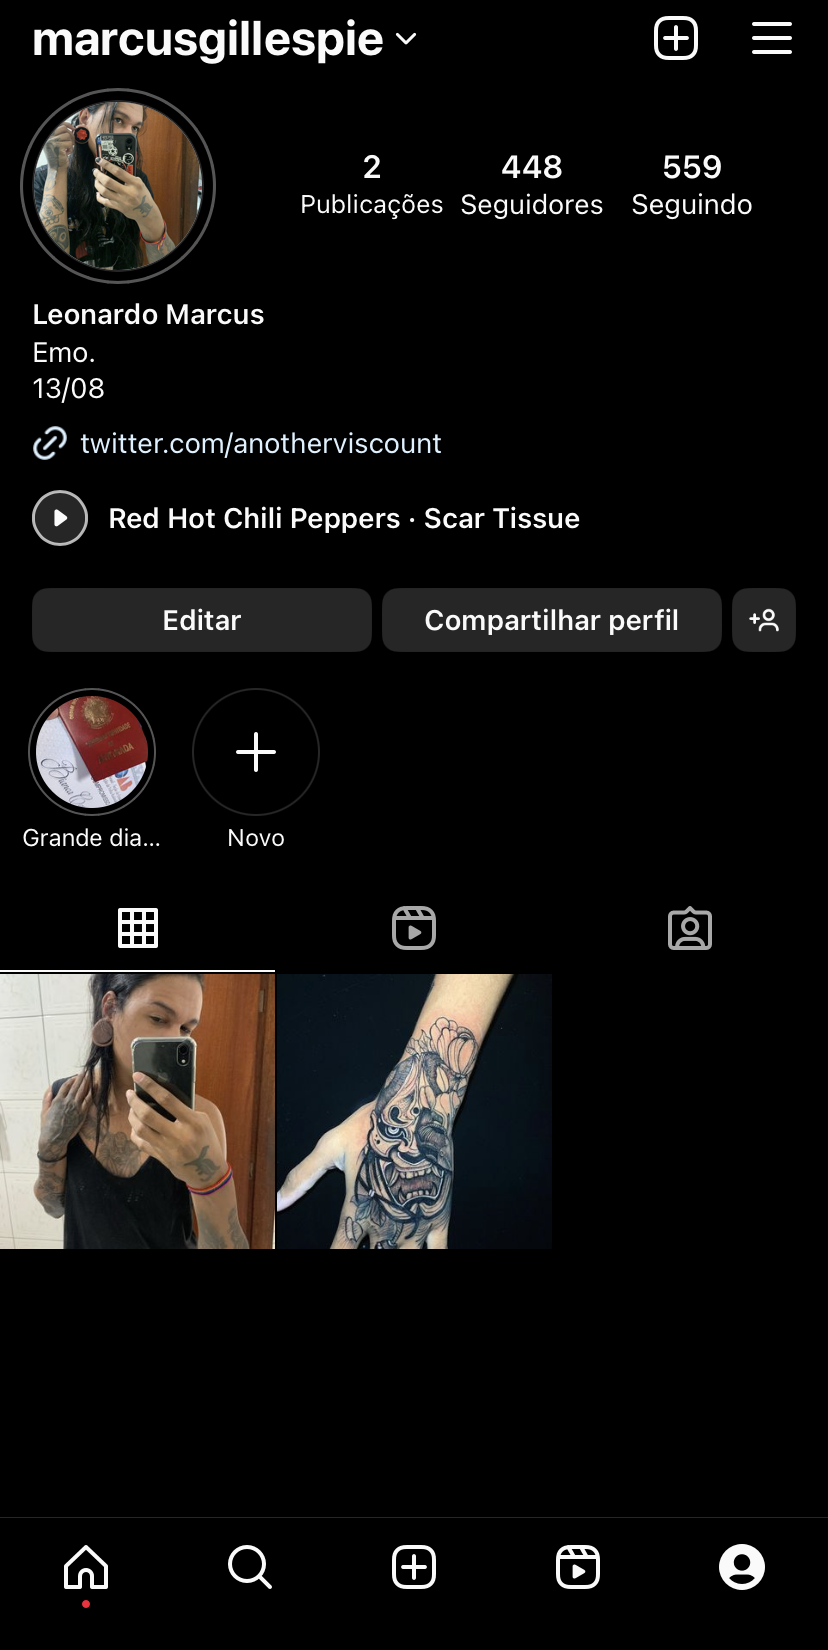 marcusgillespie
2 448 559
Publicações Seguidores Seguindo
Leonardo Marcus
Emo.
13/08
twitter.com/anotherviscount
Red Hot Chili Peppers · Scar Tissue
Editar Compartilhar perfil
Grande dia... Novo